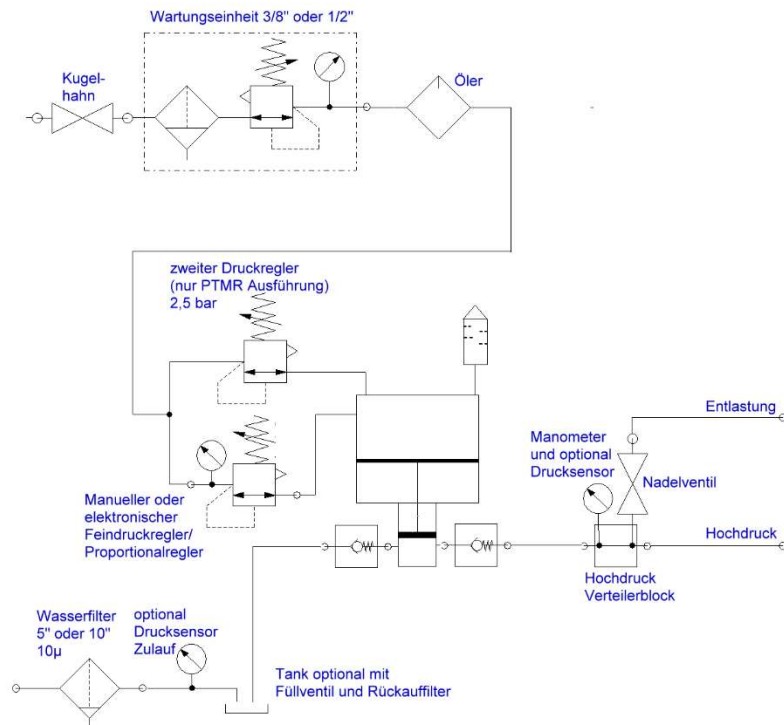 Wartungseinheit 3/8" oder 1/2"
Kugel-
hahn
Öler
zweiter Druckregler
(nur PTMR Ausführung)
2,5 bar
Entlastung
Manometer
und optional
Drucksensor
Nadelventil
Manueller oder
elektronischer
Feindruckregler/
Proportionalregler
Hochdruck
Hochdruck
Verteilerblock
Wasserfilter
5" oder 10"
10µ
optional
Drucksensor
Zulauf
Tank optional mit
Füllventil und Rückauffilter